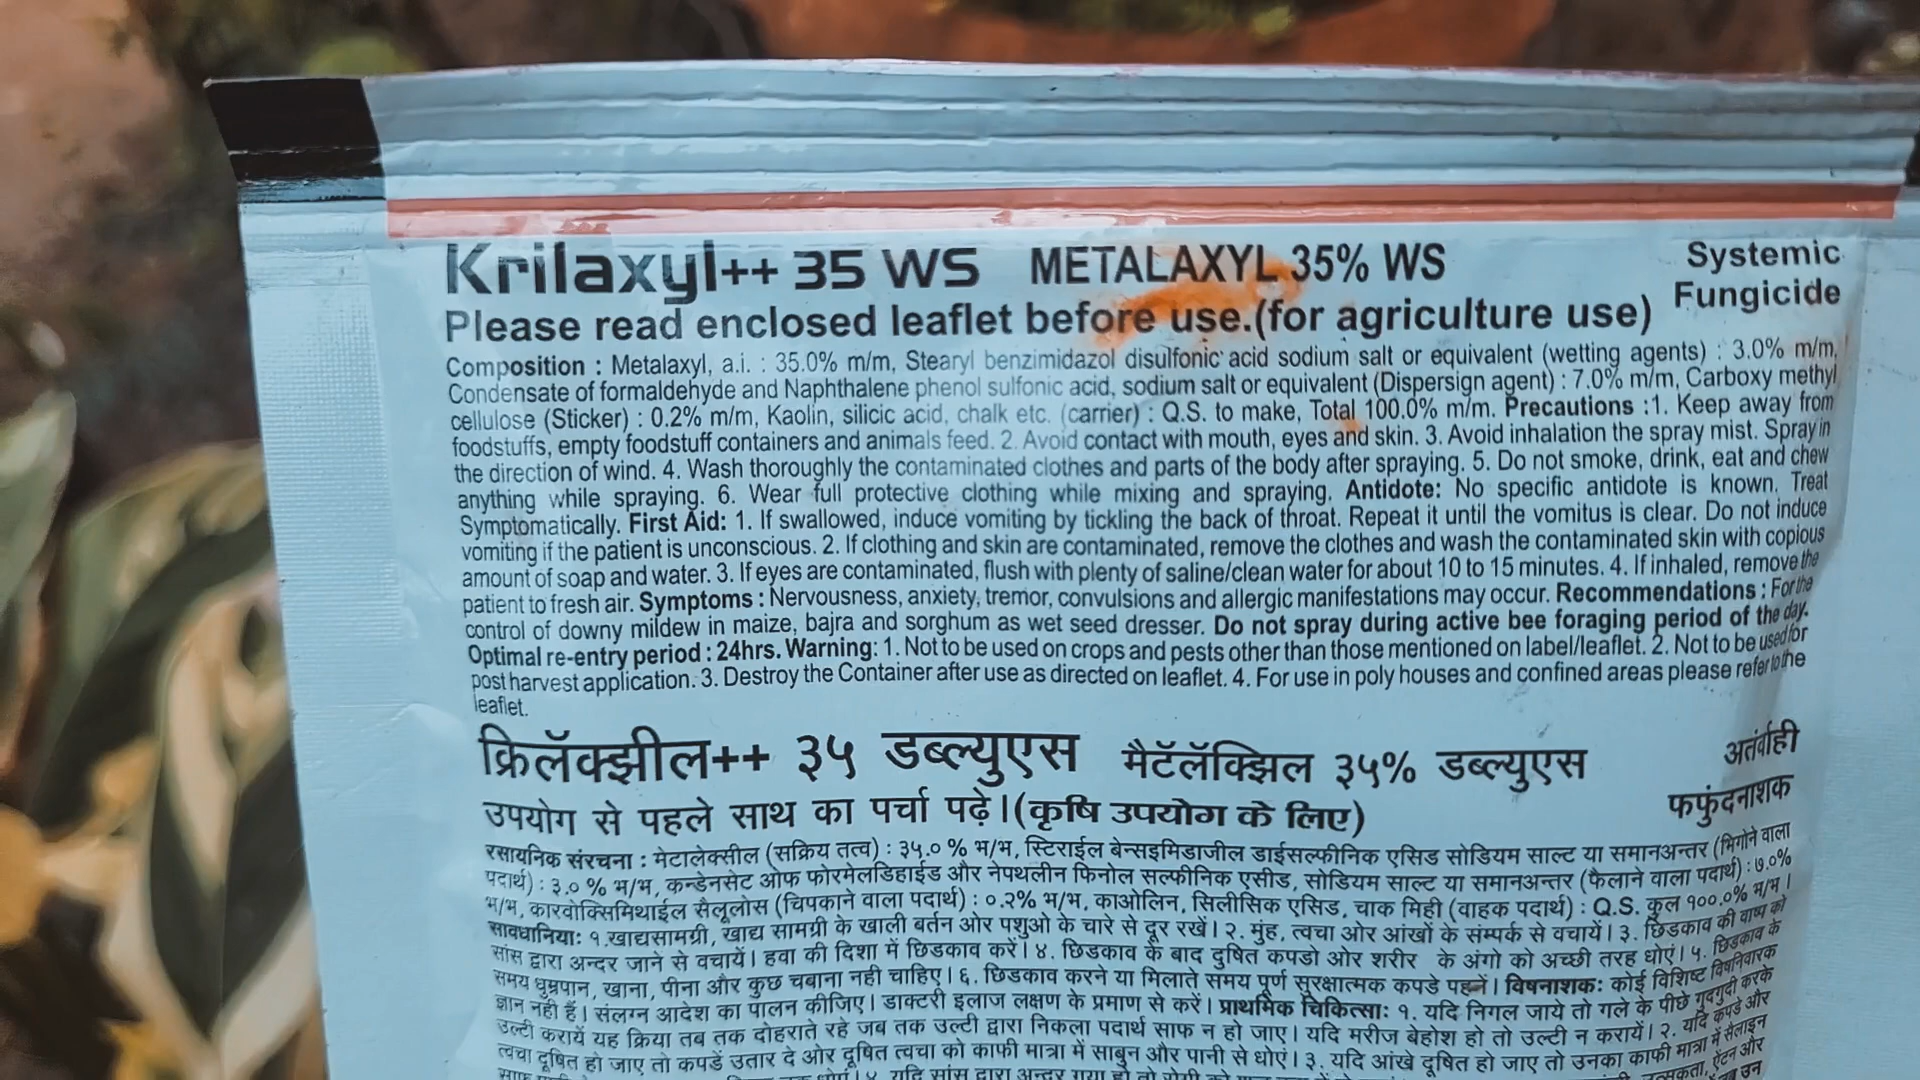 Krilaxyl++ 35 WS METALAXYL 35% WS Systemic Fungicide
Please read enclosed leaflet before use.(for agriculture use)
Composition : Metalaxyl, a.i. : 35.0% m/m, Stearyl benzimidazol disulfonic acid sodium salt or equivalent (wetting agents) : 3.0% m/m,
Condensate of formaldehyde and Naphthalene phenol sulfonic acid, sodium salt or equivalent (Dispersign agent) : 7.0% m/m, Carboxy methyl
cellulose (Sticker) : 0.2% m/m, Kaolin, silicic acid, chalk etc. (carrier) : Q.S. to make, Total 100.0% m/m. Precautions :1. Keep away from
foodstuffs, empty foodstuff containers and animals feed. 2. Avoid contact with mouth, eyes and skin. 3. Avoid inhalation the spray mist. Spray in
the direction of wind. 4. Wash thoroughly the contaminated clothes and parts of the body after spraying. 5. Do not smoke, drink, eat and chew
anything while spraying. 6. Wear full protective clothing while mixing and spraying. Antidote: No specific antidote is known. Treat
Symptomatically. First Aid: 1. If swallowed, induce vomiting by tickling the back of throat. Repeat it until the vomitus is clear. Do not induce
vomiting if the patient is unconscious. 2. If clothing and skin are contaminated, remove the clothes and wash the contaminated skin with copious
amount of soap and water. 3. If eyes are contaminated, flush with plenty of saline/clean water for about 10 to 15 minutes. 4. If inhaled, remove the
patient to fresh air. Symptoms : Nervousness, anxiety, tremor, convulsions and allergic manifestations may occur. Recommendations : For the
control of downy mildew in maize, bajra and sorghum as wet seed dresser. Do not spray during active bee foraging period of the day.
Optimal re-entry period : 24hrs. Warning: 1. Not to be used on crops and pests other than those mentioned on label/leaflet. 2. Not to be used for
post harvest application. 3. Destroy the Container after use as directed on leaflet. 4. For use in poly houses and confined areas please refer to the
leaflet.
क्रिलॅक्झील++ ३५ डब्ल्युएस मैटॅलॅक्झिल ३५% डब्ल्युएस अतंर्वाही फफुंदनाशक
उपयोग से पहले साथ का पर्चा पढ़े।(कृषि उपयोग के लिए)
रसायनिक संरचना : मेटालेक्सील (सक्रिय तत्व) : ३५.० % भ/भ, स्टिराईल बेन्सइमिडाजील डाईसल्फीनिक एसिड सोडियम साल्ट या समानअन्तर (भिगोने वाला
पदार्थ) : ३.० % भ/भ, कन्डेनसेट ओफ फोरमेलडिहाईड और नेपथलीन फिनोल सल्फीनिक एसीड, सोडियम साल्ट या समानअन्तर (फैलाने वाला पदार्थ) : ७.०%
भ/भ, कारवोक्सिमिथाईल सैलूलोस (चिपकाने वाला पदार्थ) : ०.२% भ/भ, काओलिन, सिलीसिक एसिड, चाक मिही (वाहक पदार्थ) : Q.S. कुल १००.०% भ/भ।
सावधानियाः १.खाद्यसामग्री, खाद्य सामग्री के खाली बर्तन ओर पशुओ के चारे से दूर रखें। २. मुंह, त्वचा ओर आंखों के संम्पर्क से वचायें। ३. छिडकाव की वाष्प को
सांस द्वारा अन्दर जाने से वचायें। हवा की दिशा में छिडकाव करें। ४. छिडकाव के बाद दुषित कपडो ओर शरीर के अंगो को अच्छी तरह धोएं। ५. छिडकाव के
समय धुम्रपान, खाना, पीना और कुछ चबाना नही चाहिए। ६. छिडकाव करने या मिलाते समय पूर्ण सुरक्षात्मक कपड़े पहनें। विषनाशक: कोई विशिष्ट विषनिवारक
ज्ञान नही हैं। संलग्न आदेश का पालन कीजिए। डाक्टरी इलाज लक्षण के प्रमाण से करें। प्राथमिक चिकित्सा: १. यदि निगल जाये तो गले के पीछे गुदगुदी करके
उल्टी करायें यह क्रिया तब तक दोहराते रहे जब तक उल्टी द्वारा निकला पदार्थ साफ न हो जाए। यदि मरीज बेहोश हो तो उल्टी न करायें। २. यदि कपडे और
त्वचा दूषित हो जाए तो कपडें उतार दे ओर दूषित त्वचा को काफी मात्रा में साबुन और पानी से धोएं। ३. यदि आंखे दूषित हो जाए तो उनका काफी मात्रा में सैलाइन